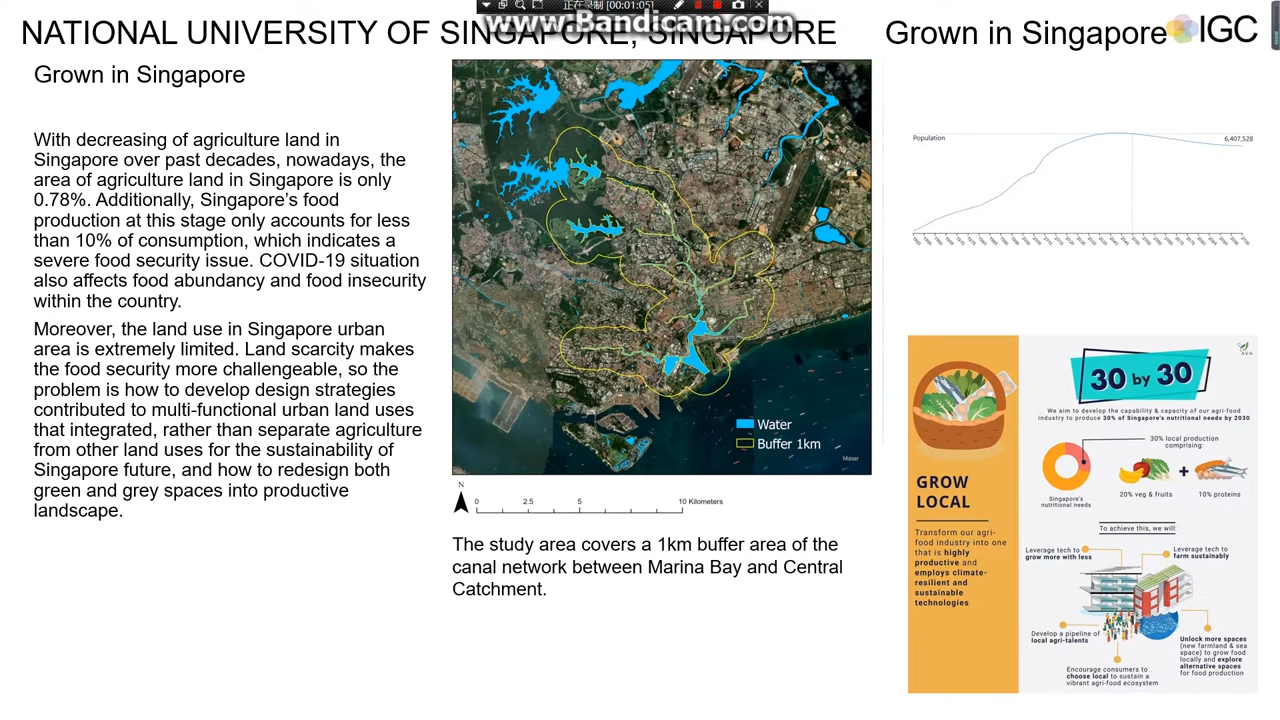 正在录制 [00:01:05]
www.Bandicam.com
NATIONAL UNIVERSITY OF SINGAPORE, SINGAPORE
Grown in Singapore
IGC
Grown in Singapore
With decreasing of agriculture land in
Singapore over past decades, nowadays, the
area of agriculture land in Singapore is only
0.78%. Additionally, Singapore's food
production at this stage only accounts for less
than 10% of consumption, which indicates a
severe food security issue. COVID-19 situation
also affects food abundancy and food insecurity
within the country.
Moreover, the land use in Singapore urban
area is extremely limited. Land scarcity makes
the food security more challengeable, so the
problem is how to develop design strategies
contributed to multi-functional urban land uses
that integrated, rather than separate agriculture
from other land uses for the sustainability of
Singapore future, and how to redesign both
green and grey spaces into productive
landscape.
Water
Buffer 1km
Maxar
N
0 2.5 5 10 Kilometers
The study area covers a 1km buffer area of the
canal network between Marina Bay and Central
Catchment.
Population
6,407,528
AVA
30 by 30
We aim to develop the capability & capacity of our agri-food
industry to produce 30% of Singapore's nutritional needs by 2030
30% local production
comprising:
Singapore's
nutritional needs
20% veg & fruits
+
10% proteins
GROW
LOCAL
Transform our agri-
food industry into one
that is highly
productive and
employs climate-
resilient and
sustainable
technologies
To achieve this, we will:
Leverage tech to
grow more with less
Leverage tech to
farm sustainably
Develop a pipeline of
local agri-talents
Encourage consumers to
choose local to sustain a
vibrant agri-food ecosystem
Unlock more spaces
(new farmland & sea
space) to grow food
locally and explore
alternative spaces
for food production